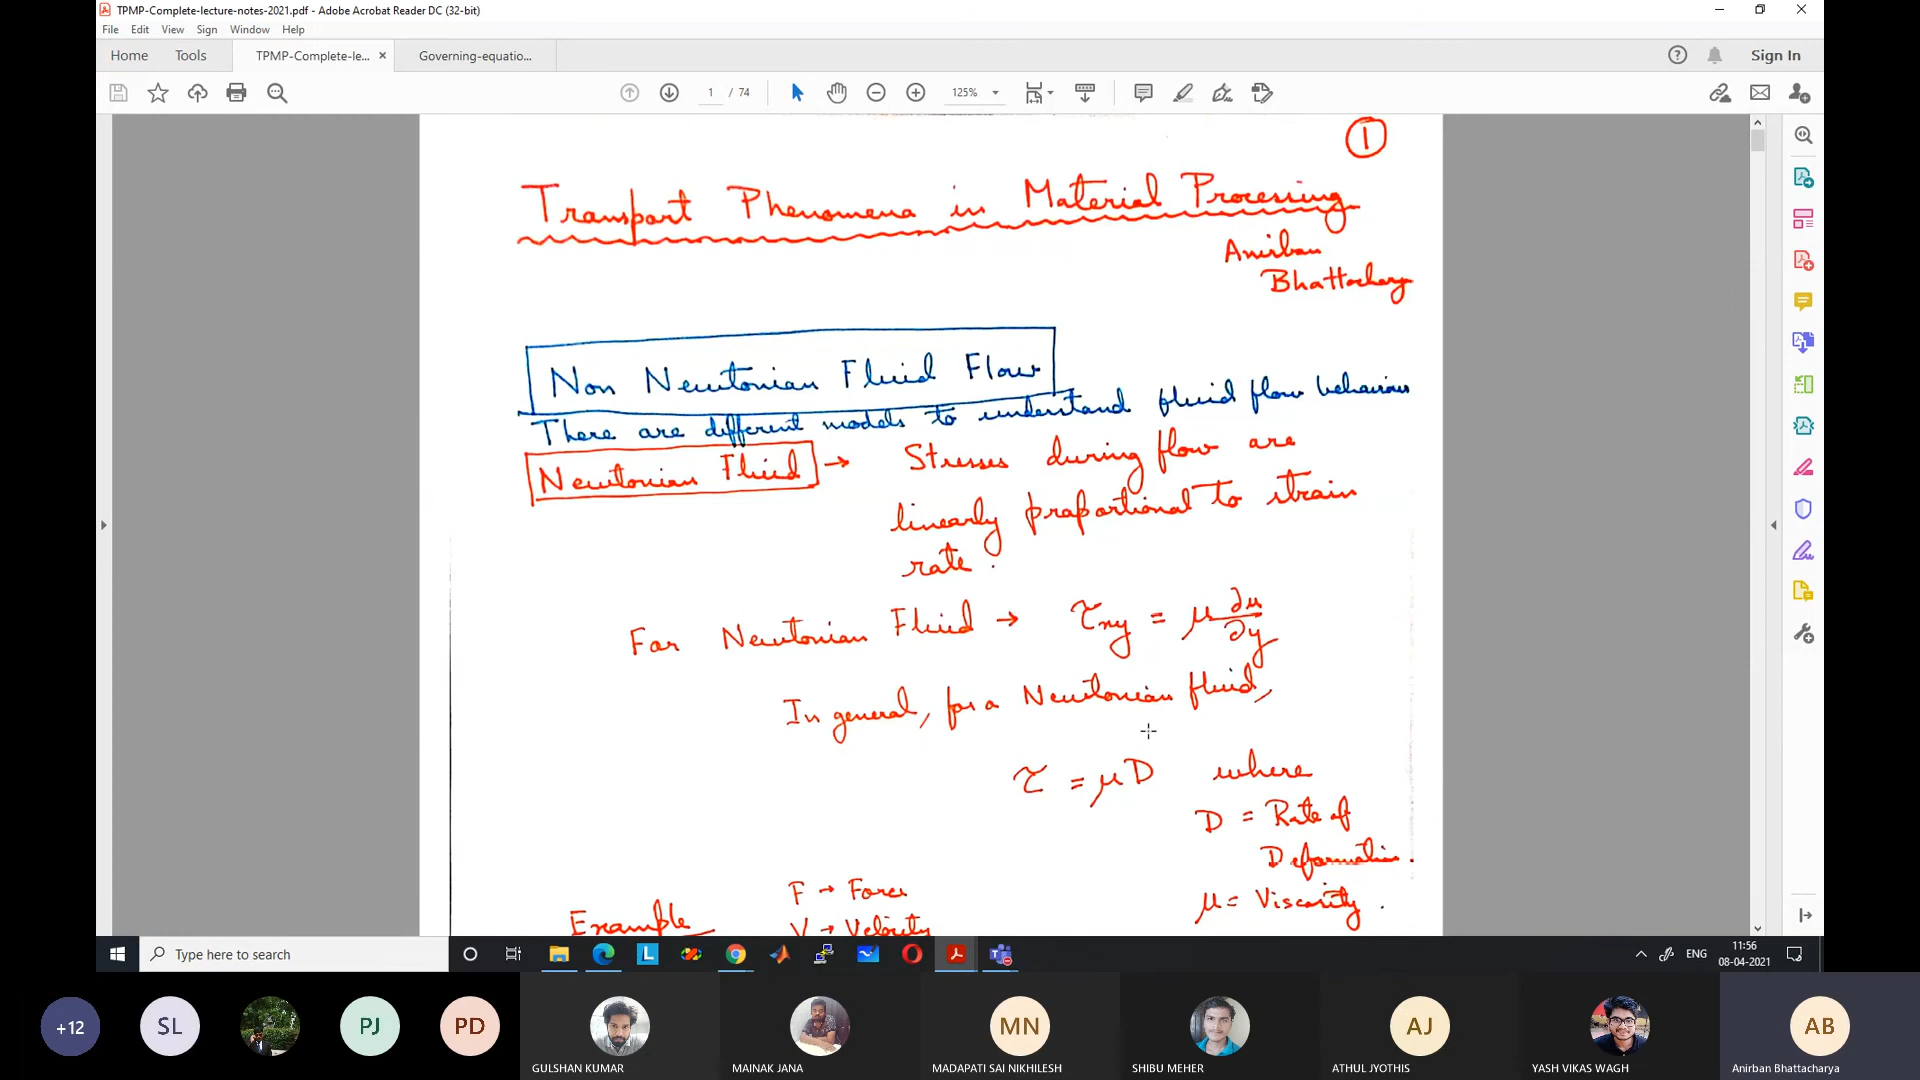 TPMP-Complete-lecture-notes-2021.pdf - Adobe Acrobat Reader DC (32-bit)
File Edit View Sign Window Help
Home Tools TPMP-Complete-le... × Governing-equatio... Sign In
1 / 74 125%
1
Transport Phenomena in Material Processing
Anirban
Bhattacharya
Non Newtonian Fluid Flow
There are different models to understand fluid flow behaviour
Newtonian Fluid → Stresses during flow are
linearly proportional to strain
rate.
For Newtonian Fluid → τxy = μ ∂u/∂y
In general, for a Newtonian fluid,
τ = μD where
D = Rate of
Deformation.
μ = Viscosity.
Example F → Force
V → Velocity
Type here to search
ENG 11:56
08-04-2021
+12 SL PJ PD MN AJ AB
GULSHAN KUMAR MAINAK JANA MADAPATI SAI NIKHILESH SHIBU MEHER ATHUL JYOTHIS YASH VIKAS WAGH Anirban Bhattacharya